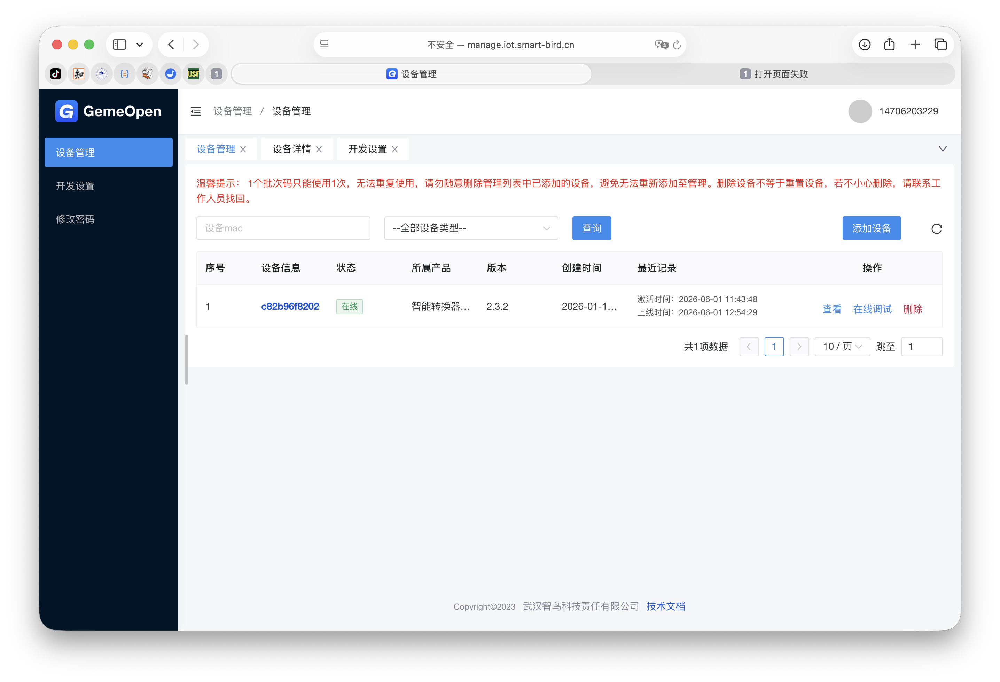 不安全 — manage.iot.smart-bird.cn
USF
1
设备管理
1 打开页面失败
GemeOpen
设备管理 / 设备管理
14706203229
设备管理
开发设置
修改密码
设备管理 设备详情 开发设置
温馨提示： 1个批次码只能使用1次，无法重复使用，请勿随意删除管理列表中已添加的设备，避免无法重新添加至管理。删除设备不等于重置设备，若不小心删除，请联系工
作人员找回。
设备mac --全部设备类型-- 查询 添加设备
序号 设备信息 状态 所属产品 版本 创建时间 最近记录 操作
1 c82b96f8202 在线 智能转换器... 2.3.2 2026-01-1... 激活时间：2026-06-01 11:43:48
上线时间：2026-06-01 12:54:29
查看 在线调试 删除
共1项数据 1 10 / 页 跳至 1
Copyright©2023 武汉智鸟科技责任有限公司 技术文档